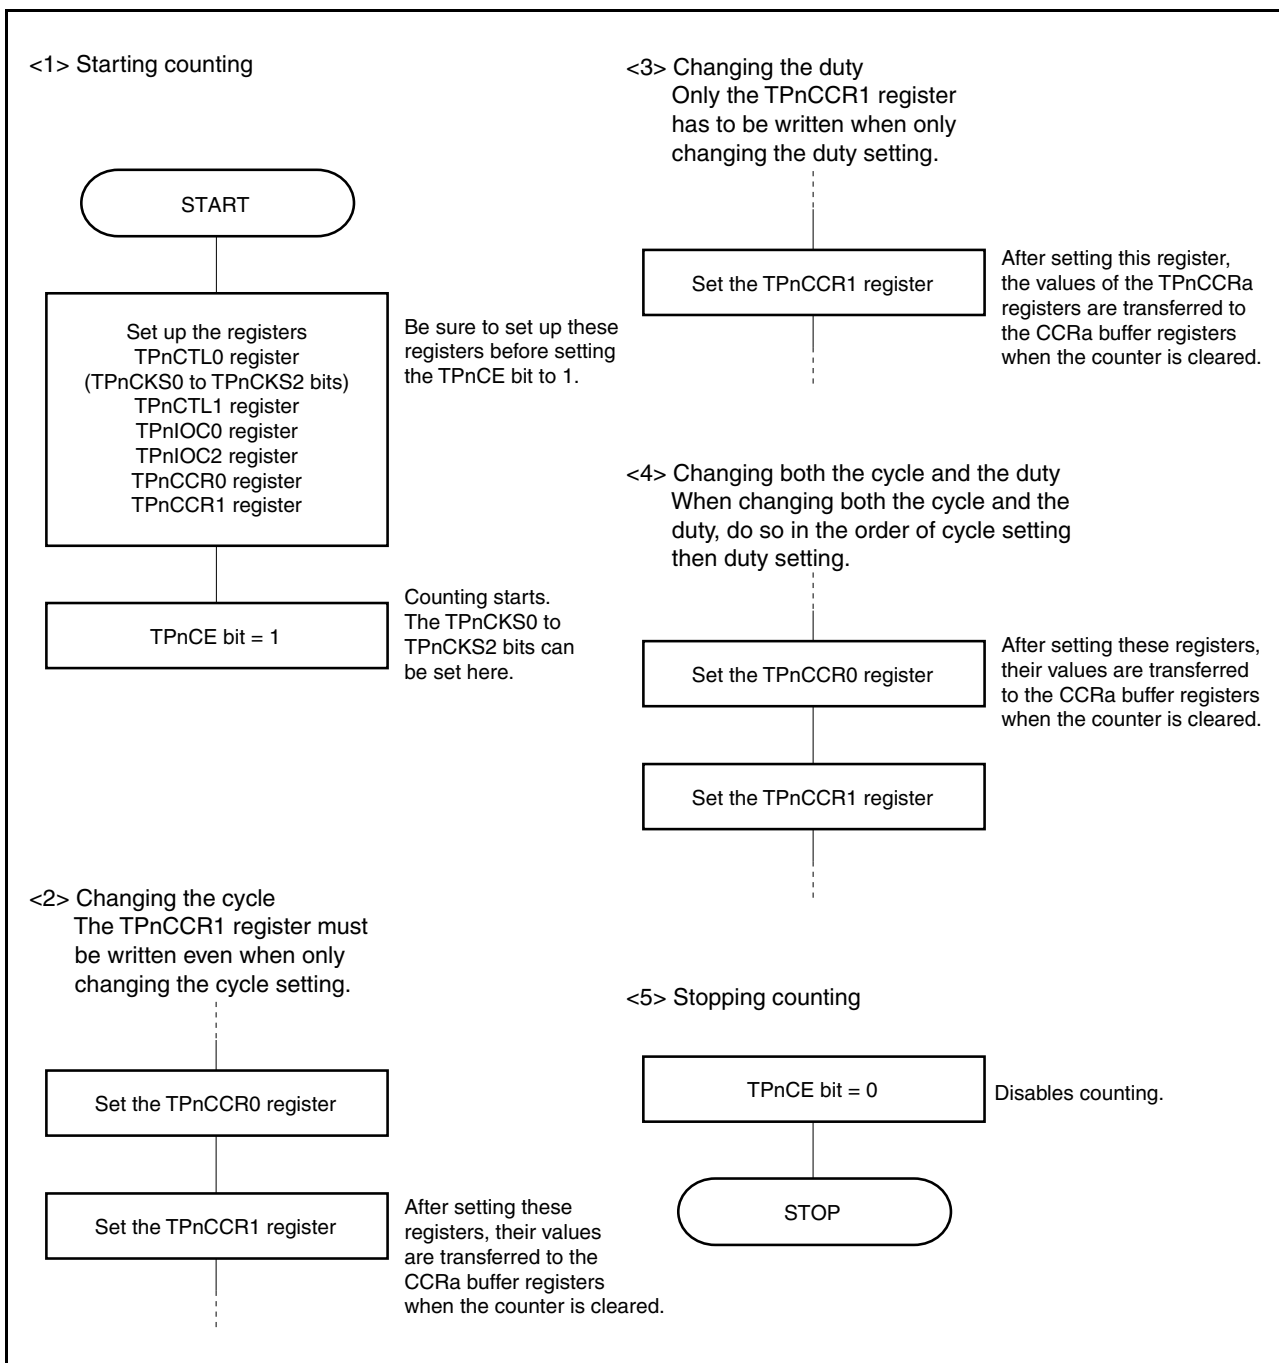 <1> Starting counting
START
Set up the registers
TPnCTL0 register
(TPnCKS0 to TPnCKS2 bits)
TPnCTL1 register
TPnIOC0 register
TPnIOC2 register
TPnCCR0 register
TPnCCR1 register
Be sure to set up these
registers before setting
the TPnCE bit to 1.
TPnCE bit = 1
Counting starts.
The TPnCKS0 to
TPnCKS2 bits can
be set here.
<2> Changing the cycle
The TPnCCR1 register must
be written even when only
changing the cycle setting.
Set the TPnCCR0 register
Set the TPnCCR1 register
After setting these
registers, their values
are transferred to the
CCRa buffer registers
when the counter is cleared.
<3> Changing the duty
Only the TPnCCR1 register
has to be written when only
changing the duty setting.
Set the TPnCCR1 register
After setting this register,
the values of the TPnCCRa
registers are transferred to
the CCRa buffer registers
when the counter is cleared.
<4> Changing both the cycle and the duty
When changing both the cycle and the
duty, do so in the order of cycle setting
then duty setting.
Set the TPnCCR0 register
After setting these registers,
their values are transferred
to the CCRa buffer registers
when the counter is cleared.
Set the TPnCCR1 register
<5> Stopping counting
TPnCE bit = 0
Disables counting.
STOP